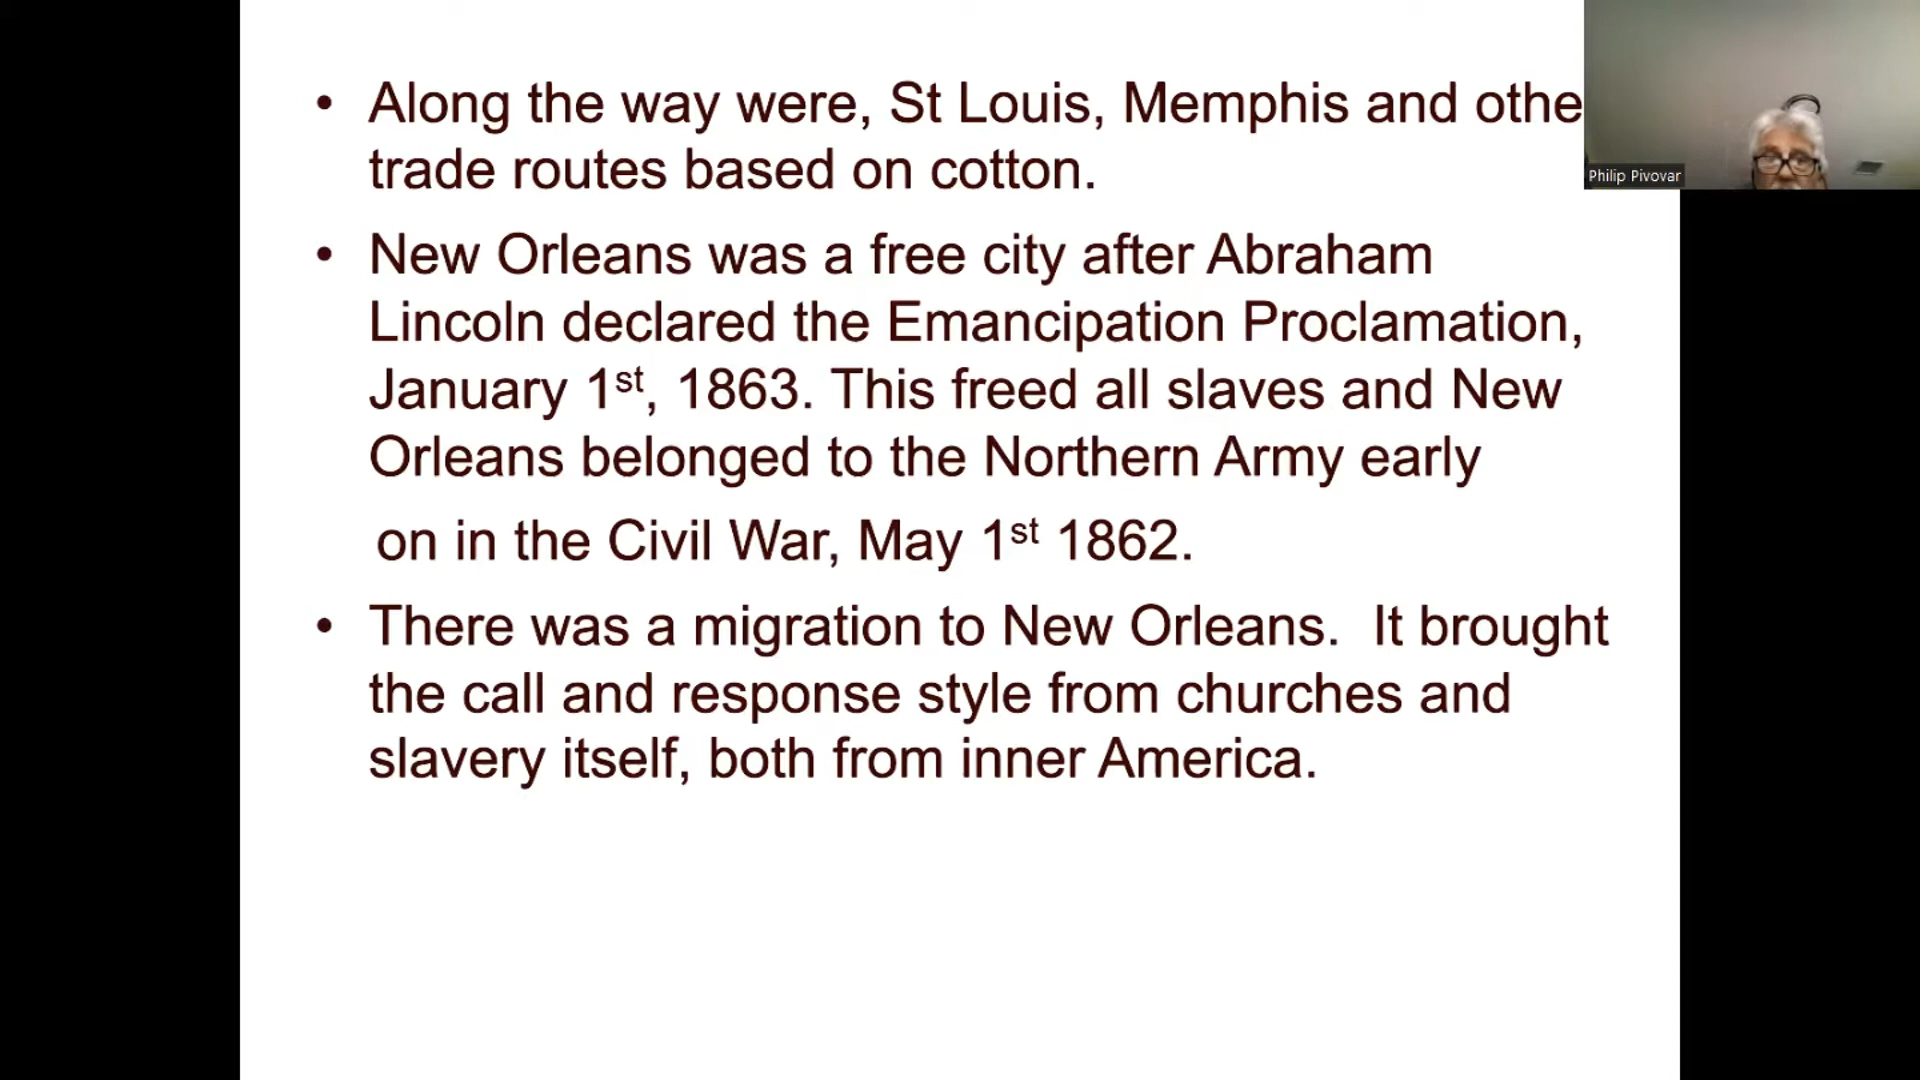 • Along the way were, St Louis, Memphis and othe
trade routes based on cotton.
• New Orleans was a free city after Abraham
Lincoln declared the Emancipation Proclamation,
January 1st, 1863. This freed all slaves and New
Orleans belonged to the Northern Army early
on in the Civil War, May 1st 1862.
• There was a migration to New Orleans.  It brought
the call and response style from churches and
slavery itself, both from inner America.
Philip Pivovar